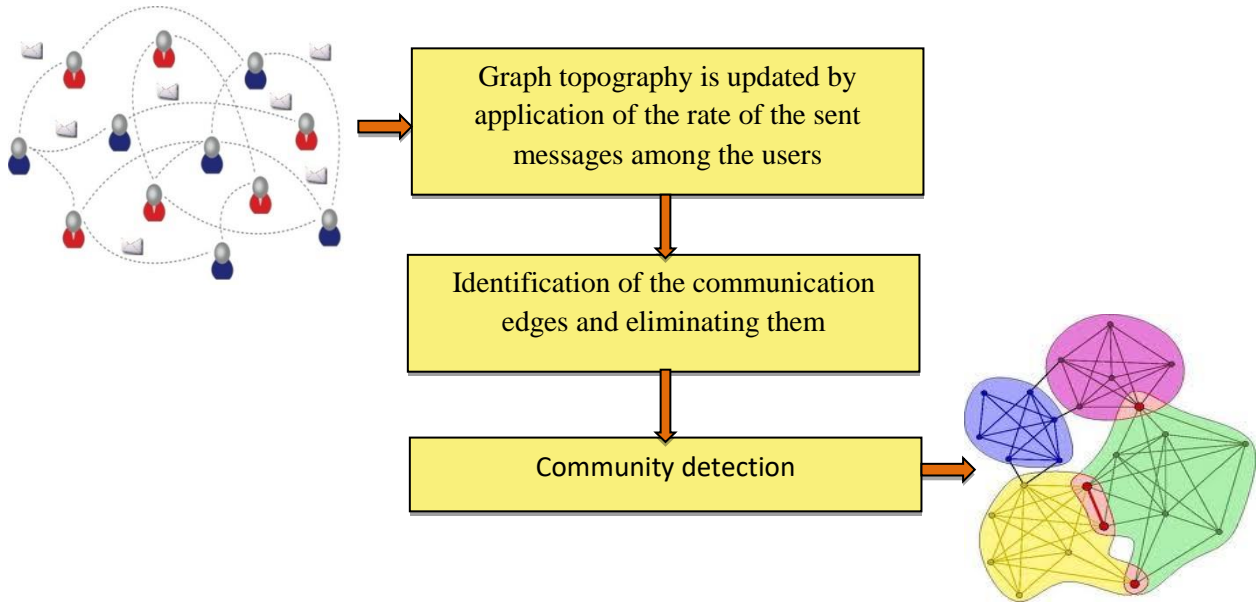 Graph topography is updated by
application of the rate of the sent
messages among the users
Identification of the communication
edges and eliminating them
Community detection